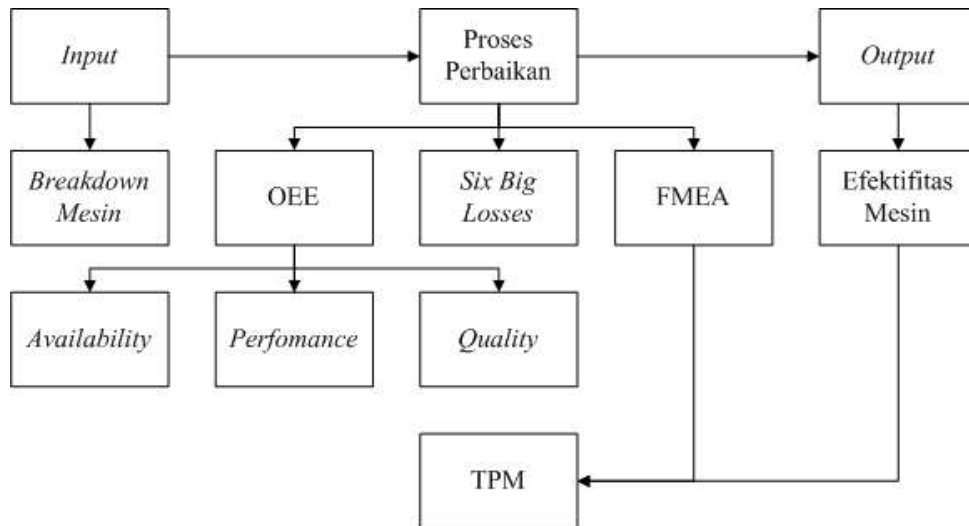 Input
Proses
Perbaikan
Output
Breakdown
Mesin
OEE
Six Big
Losses
FMEA
Efektifitas
Mesin
Availability
Perfomance
Quality
TPM